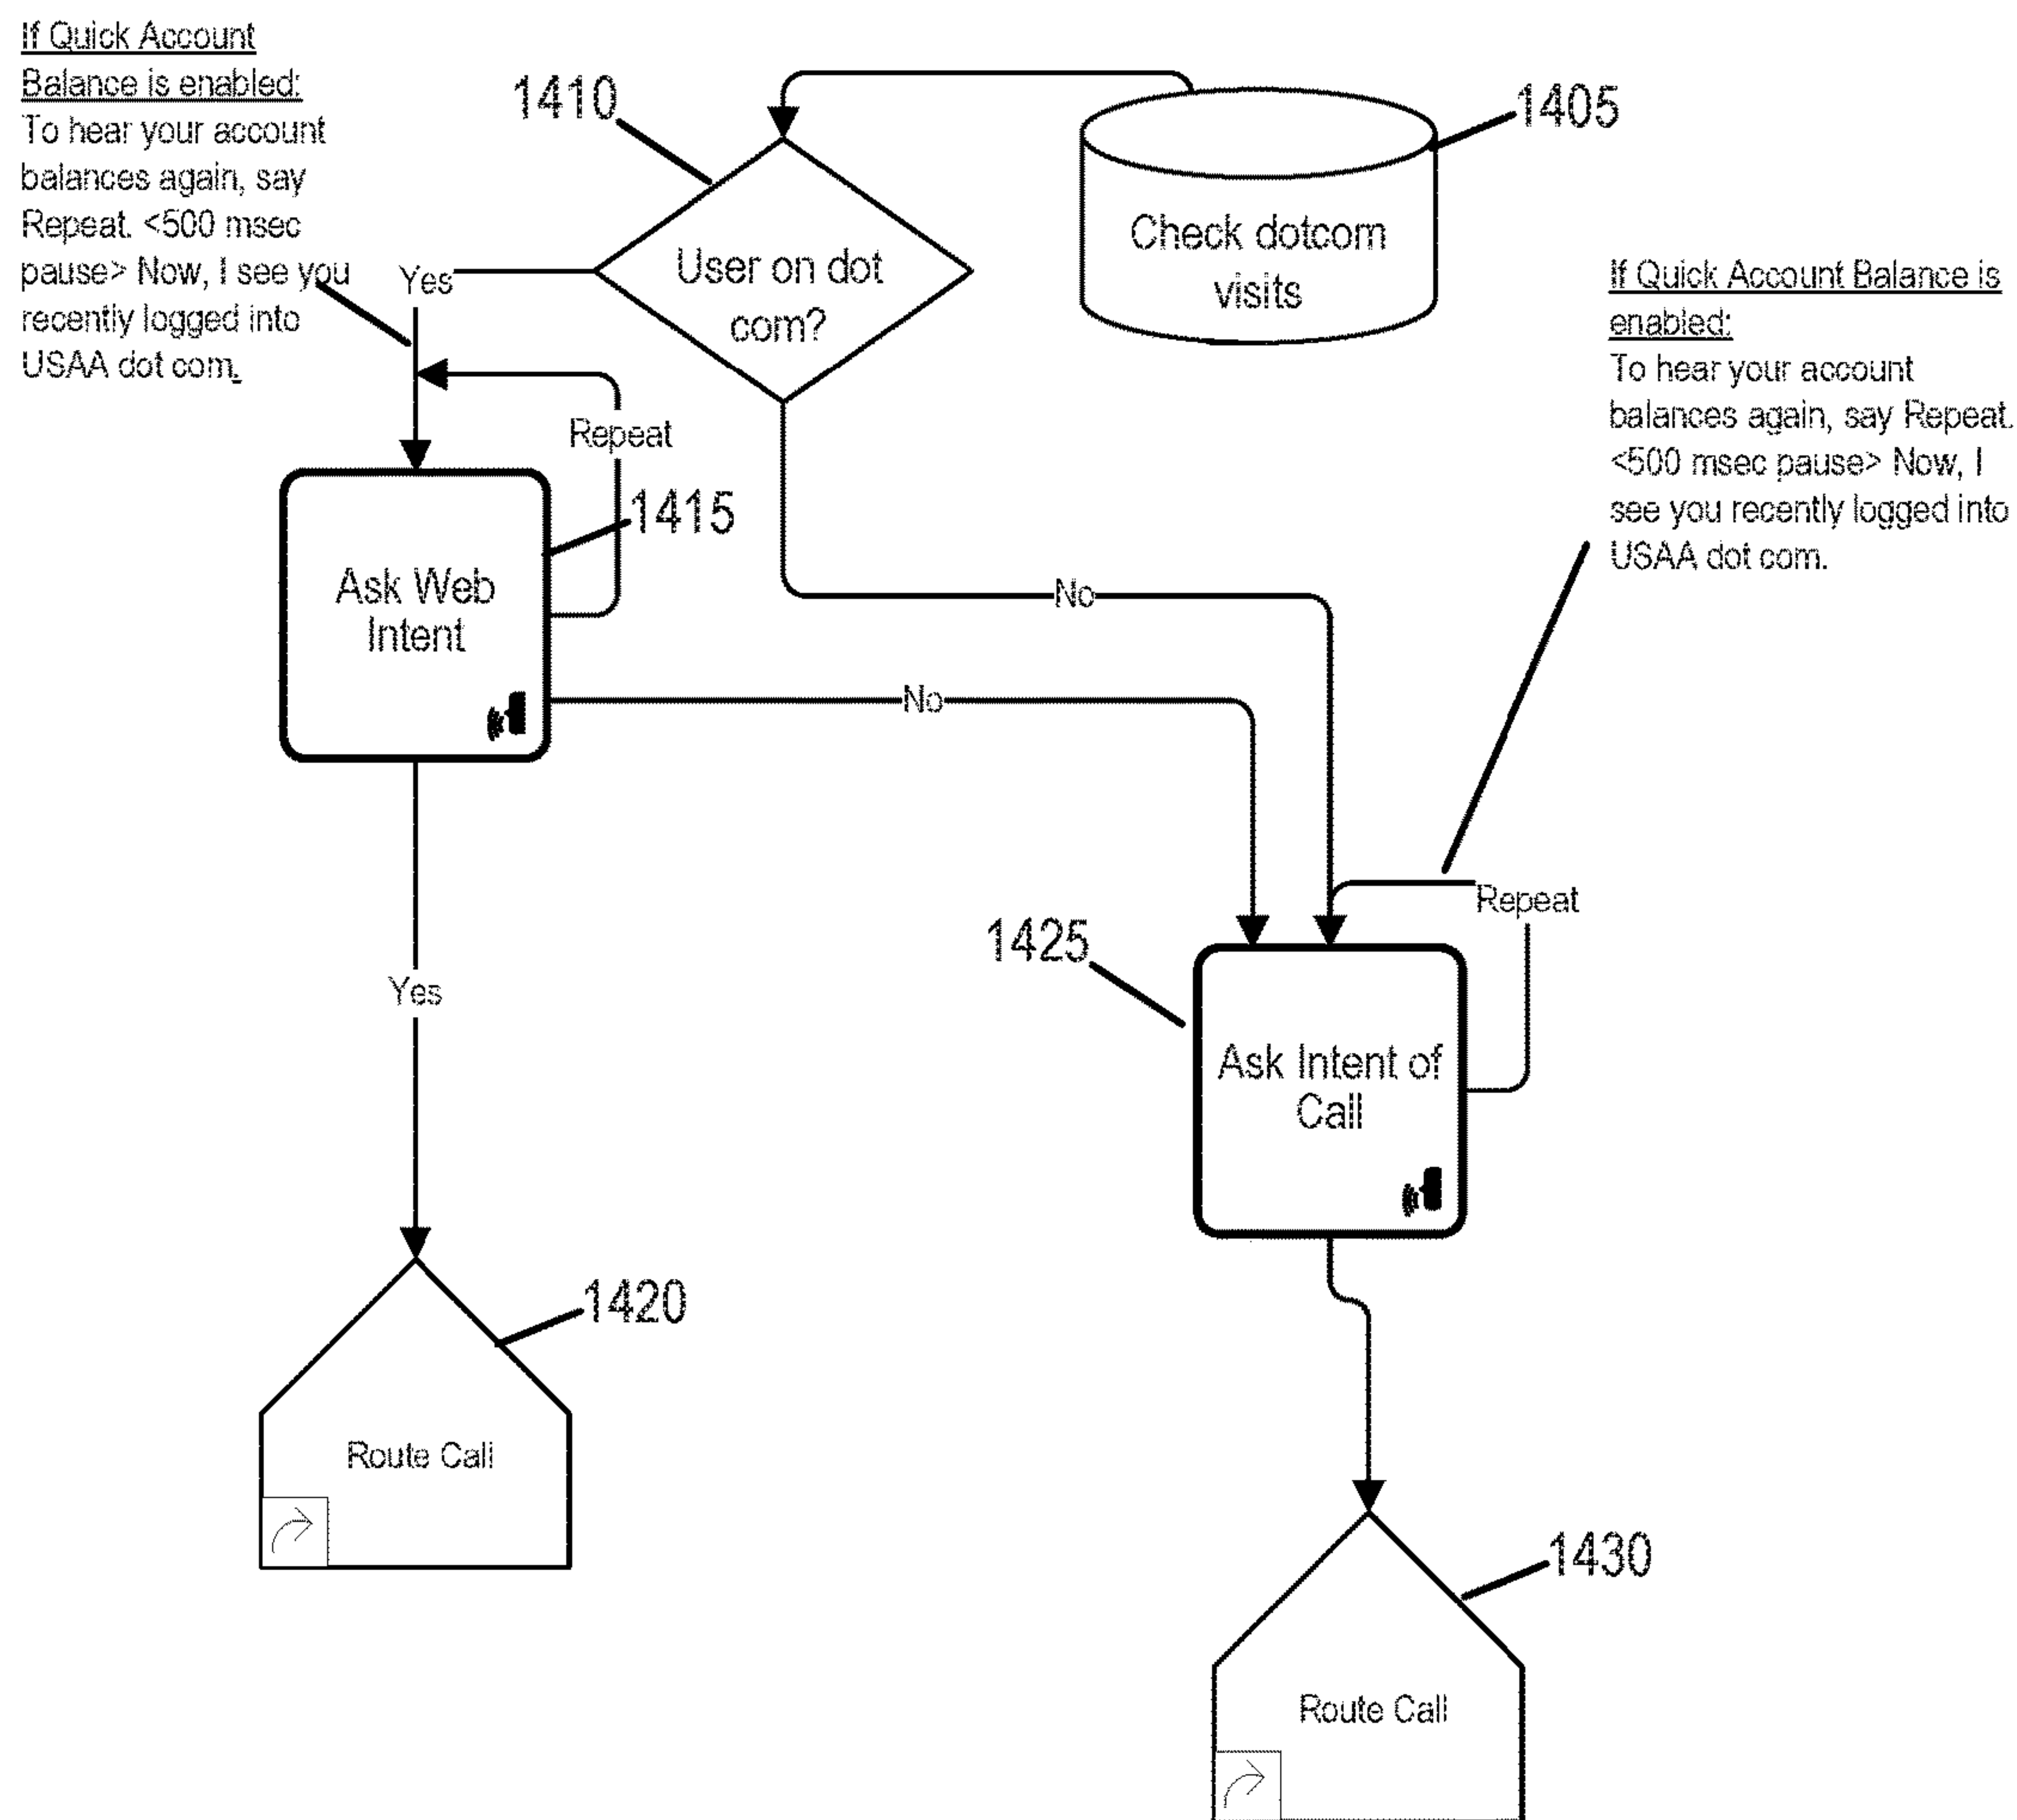 If Quick Account
Balance is enabled:
To hear your account
balances again, say
Repeat. <500 msec
pause> Now, I see you
recently logged into
USAA dot com.
1410
1405
Check dotcom
visits
User on dot
com?
Yes
If Quick Account Balance is
enabled:
To hear your account
balances again, say Repeat.
<500 msec pause> Now, I
see you recently logged into
USAA dot com.
Repeat
1415
Ask Web
Intent
No
No
Repeat
1425
Ask Intent of
Call
Yes
1420
Route Call
1430
Route Call